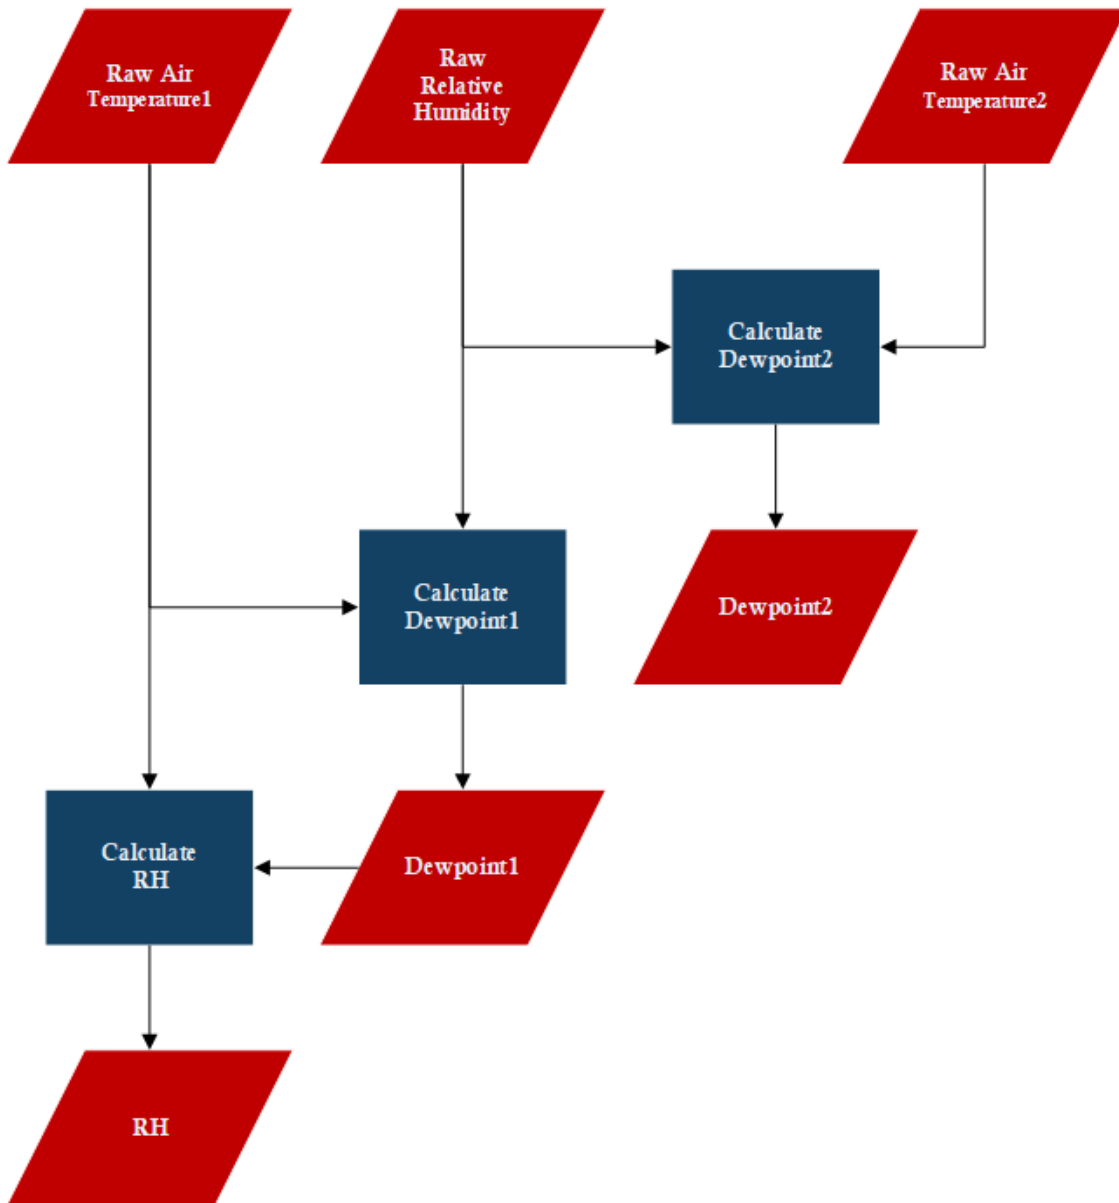 Raw Air
Temperature1
Raw
Relative
Humidity
Raw Air
Temperature2
Calculate
Dewpoint2
Calculate
Dewpoint1
Dewpoint2
Calculate
RH
Dewpoint1
RH